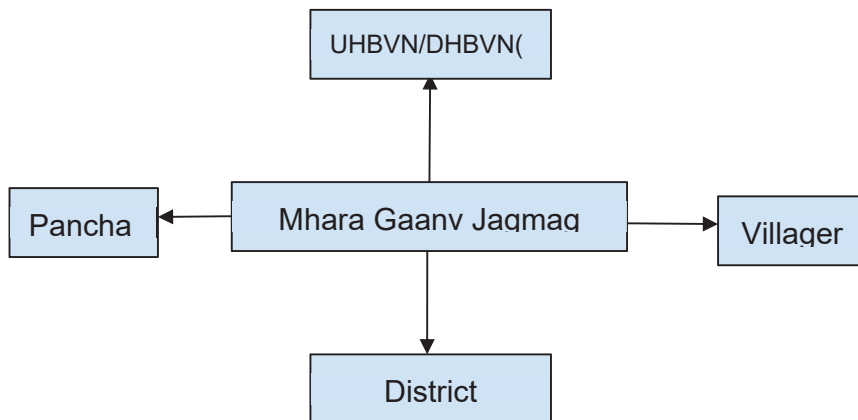 UHBVN/DHBVN(
Pancha
Mhara Gaanv Jagmag
Villager
District